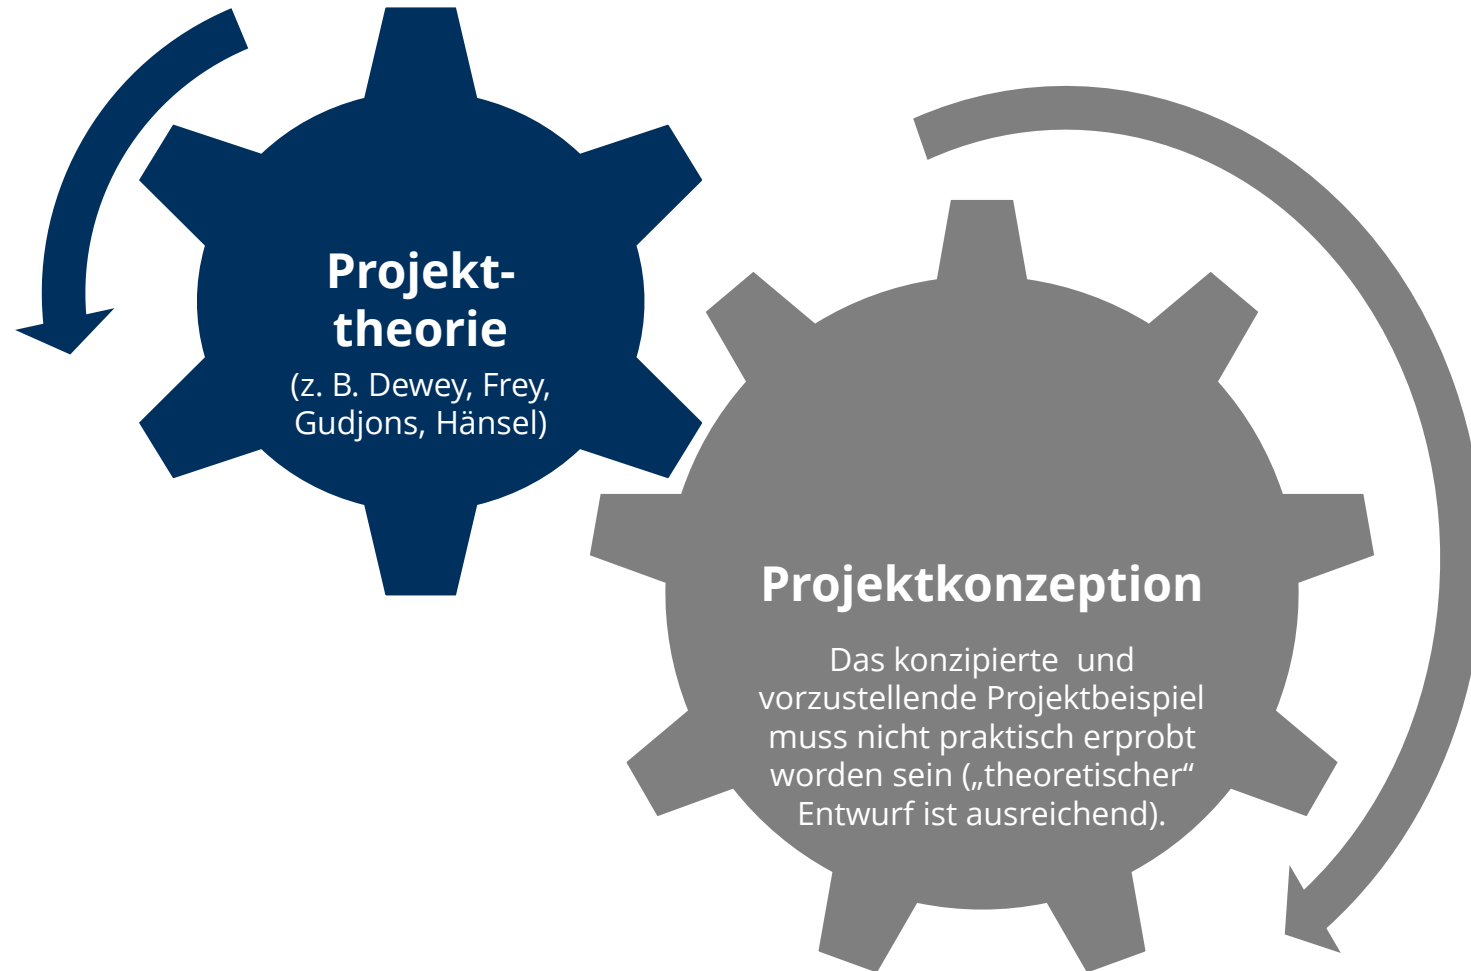 Projekt-
theorie
(z. B. Dewey, Frey,
Gudjons, Hänsel)
Projektkonzeption
Das konzipierte  und
vorzustellende Projektbeispiel
muss nicht praktisch erprobt
worden sein („theoretischer“
Entwurf ist ausreichend).